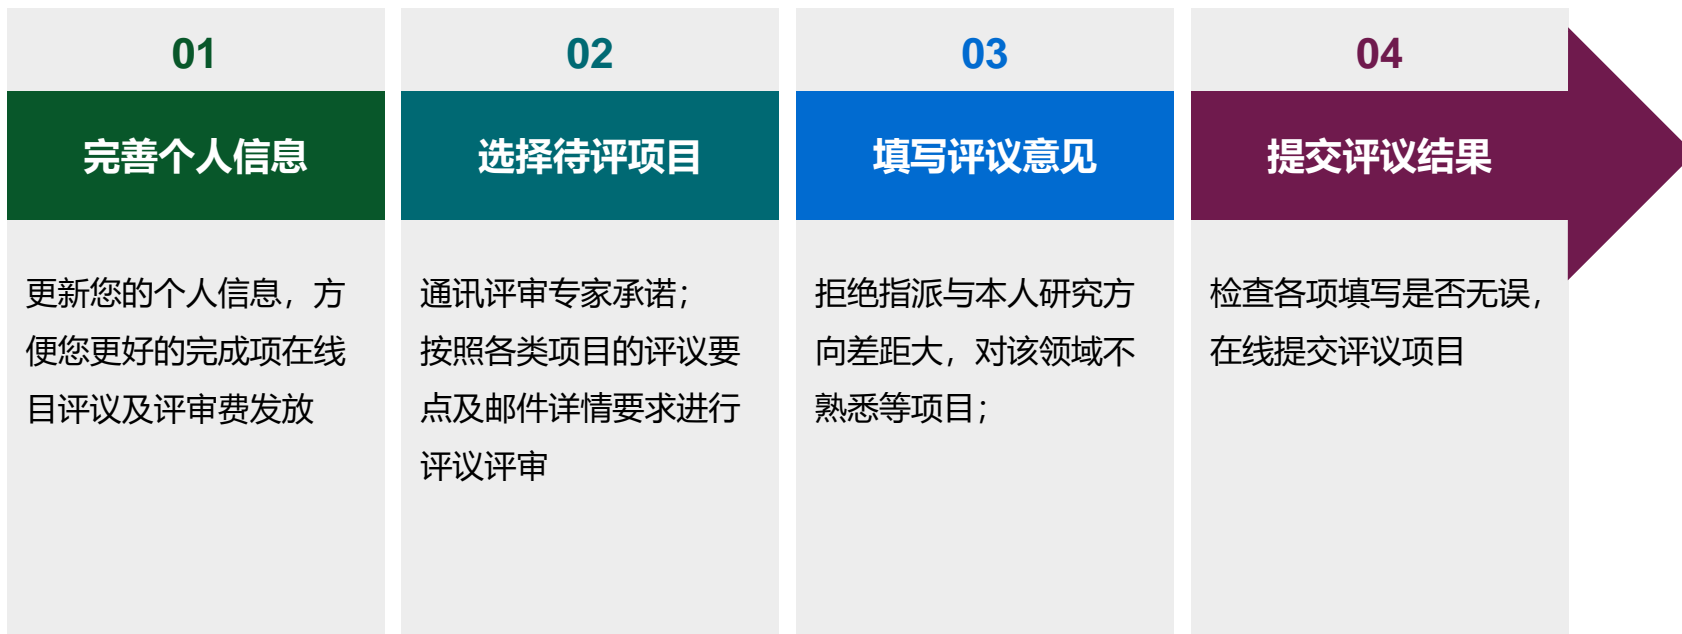 01
完善个人信息
更新您的个人信息，方
便您更好的完成项在线
目评议及评审费发放
02
选择待评项目
通讯评审专家承诺；
按照各类项目的评议要
点及邮件详情要求进行
评议评审
03
填写评议意见
拒绝指派与本人研究方
向差距大，对该领域不
熟悉等项目；
04
提交评议结果
检查各项填写是否无误，
在线提交评议项目